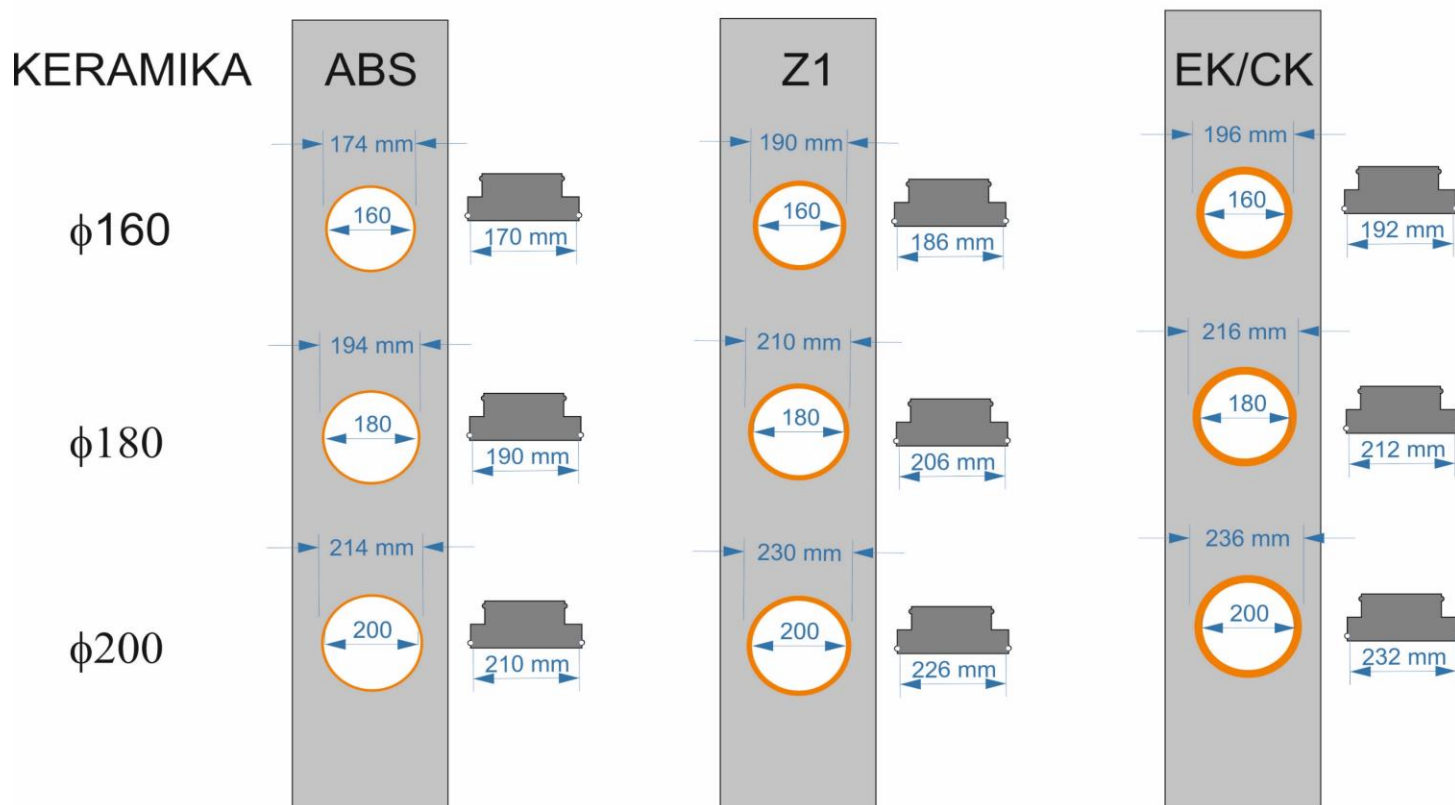 KERAMIKA ABS Z1 EK/CK
174 mm 190 mm 196 mm
ϕ160 160 170 mm 160 186 mm 160 192 mm
194 mm 210 mm 216 mm
ϕ180 180 190 mm 180 206 mm 180 212 mm
214 mm 230 mm 236 mm
ϕ200 200 210 mm 200 226 mm 200 232 mm